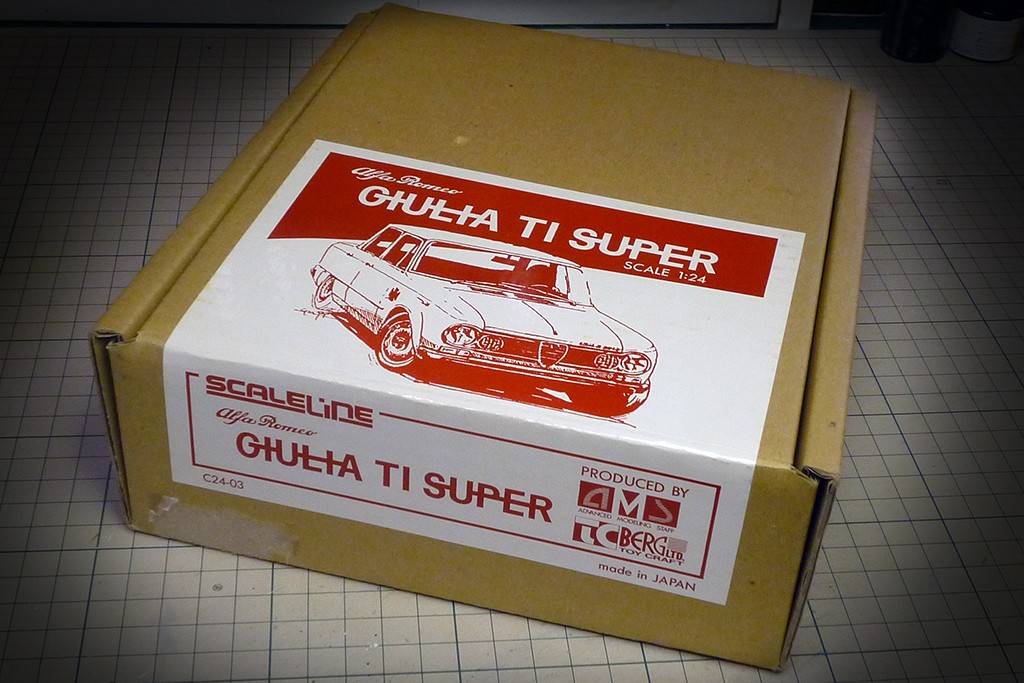 Alfa Romeo
GIULIA TI SUPER
SCALE 1:24
SCALELINE
Alfa Romeo
GIULIA TI SUPER
C24-03
PRODUCED BY
AMS
ADVANCED MODELING STAFF
TC BERG LTD.
TOY CRAFT
made in JAPAN